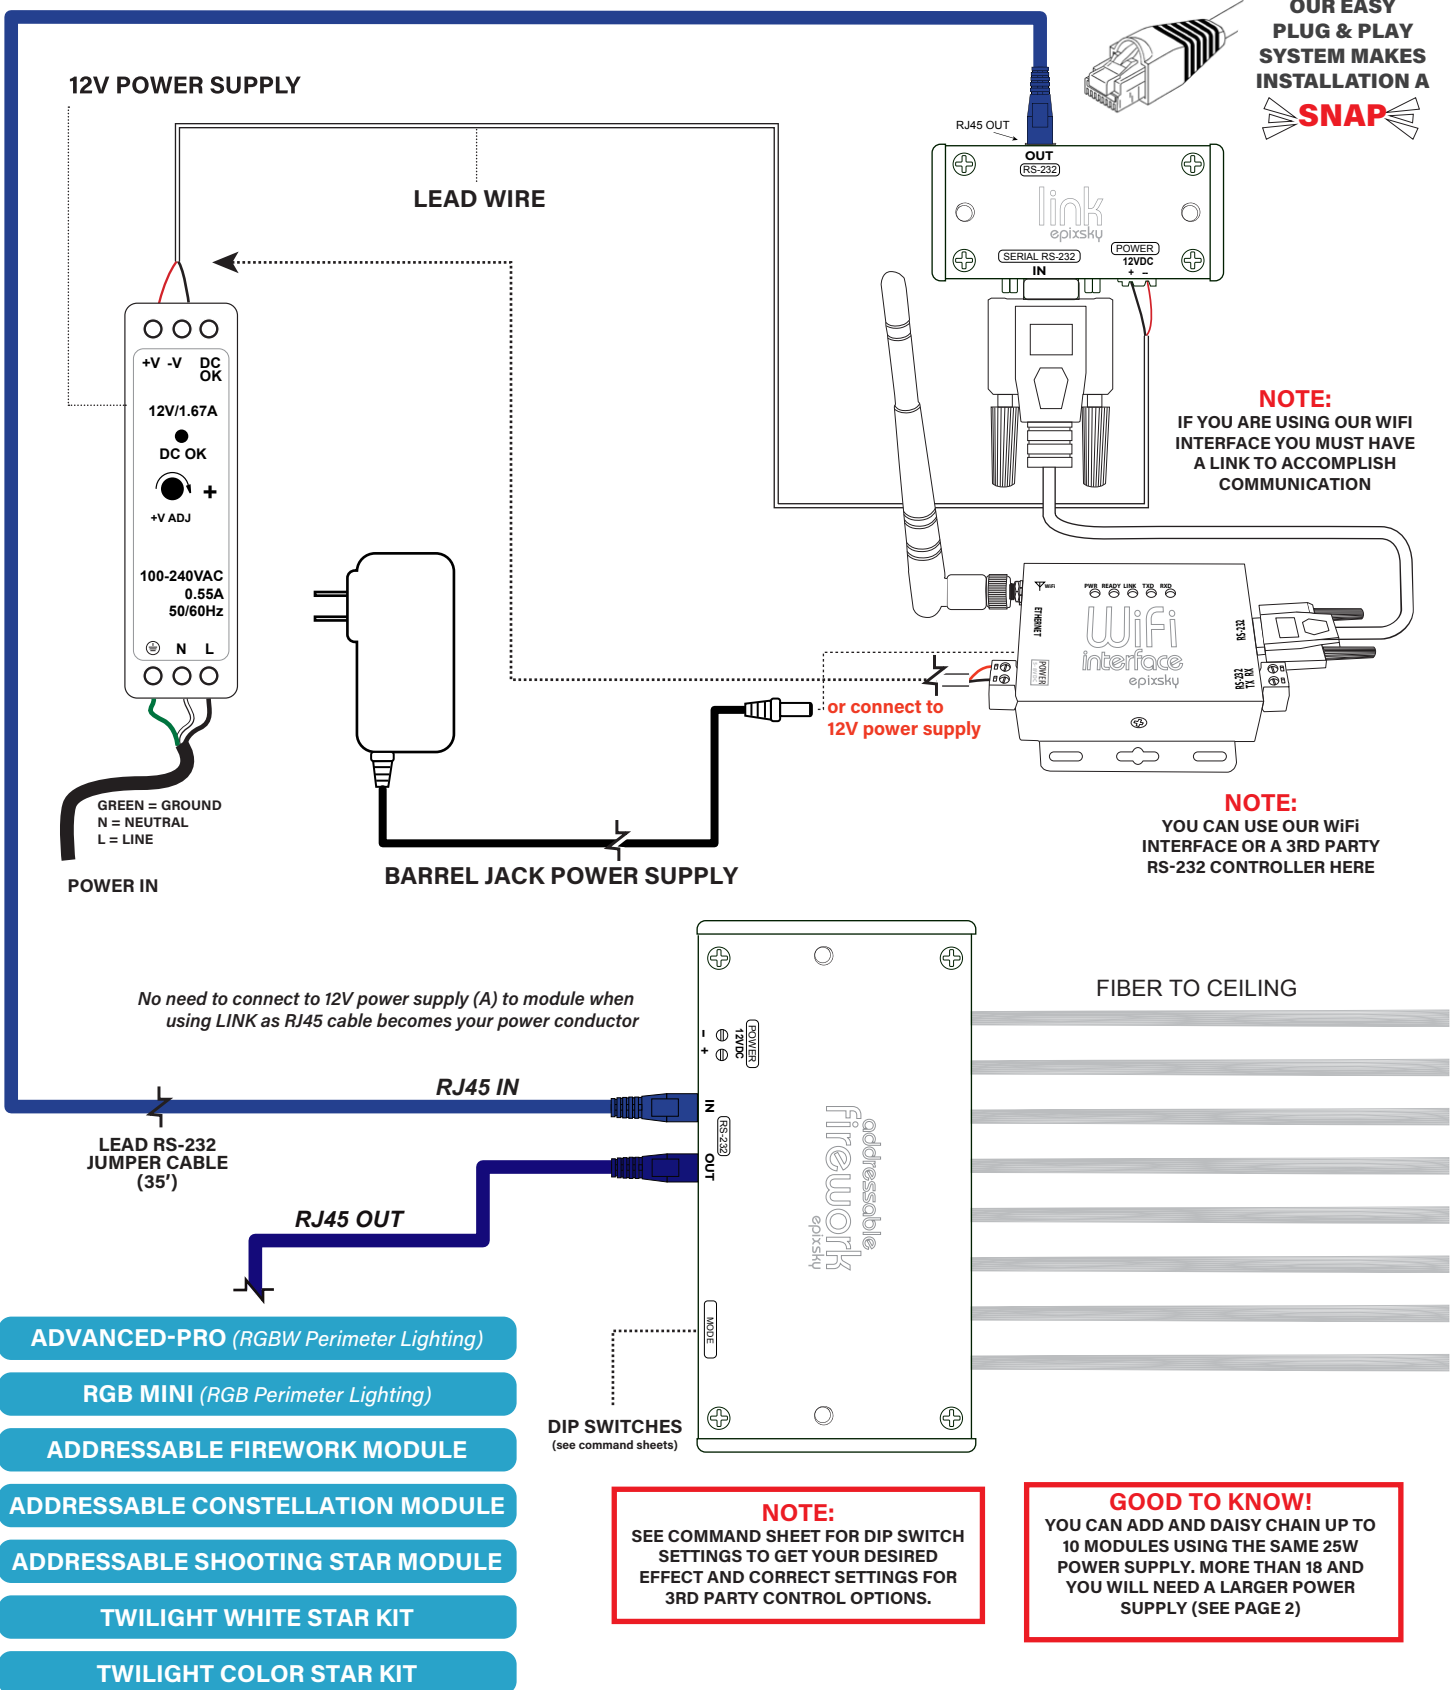 OUR EASY
PLUG & PLAY
SYSTEM MAKES
INSTALLATION A
SNAP
12V POWER SUPPLY
LEAD WIRE
RJ45 OUT
OUT
RS-232
link
epixsky
SERIAL RS-232
IN
POWER
12VDC
+ –
+V -V DC
OK
12V/1.67A
DC OK
+
+V ADJ
100-240VAC
0.55A
50/60Hz
N L
GREEN = GROUND
N = NEUTRAL
L = LINE
POWER IN
NOTE:
IF YOU ARE USING OUR WIFI
INTERFACE YOU MUST HAVE
A LINK TO ACCOMPLISH
COMMUNICATION
WiFi
PWR READY LINK TXD RXD
ETHERNET
POWER
WiFi
interface
epixsky
RS-232
RS-232
TX RX
or connect to
12V power supply
BARREL JACK POWER SUPPLY
NOTE:
YOU CAN USE OUR WiFi
INTERFACE OR A 3RD PARTY
RS-232 CONTROLLER HERE
No need to connect to 12V power supply (A) to module when
using LINK as RJ45 cable becomes your power conductor
FIBER TO CEILING
POWER
12VDC
- +
RJ45 IN
IN
RS-232
OUT
LEAD RS-232
JUMPER CABLE
(35')
RJ45 OUT
addressable
firework
epixsky
MODE
DIP SWITCHES
(see command sheets)
ADVANCED-PRO (RGBW Perimeter Lighting)
RGB MINI (RGB Perimeter Lighting)
ADDRESSABLE FIREWORK MODULE
ADDRESSABLE CONSTELLATION MODULE
ADDRESSABLE SHOOTING STAR MODULE
TWILIGHT WHITE STAR KIT
TWILIGHT COLOR STAR KIT
NOTE:
SEE COMMAND SHEET FOR DIP SWITCH
SETTINGS TO GET YOUR DESIRED
EFFECT AND CORRECT SETTINGS FOR
3RD PARTY CONTROL OPTIONS.
GOOD TO KNOW!
YOU CAN ADD AND DAISY CHAIN UP TO
10 MODULES USING THE SAME 25W
POWER SUPPLY. MORE THAN 18 AND
YOU WILL NEED A LARGER POWER
SUPPLY (SEE PAGE 2)